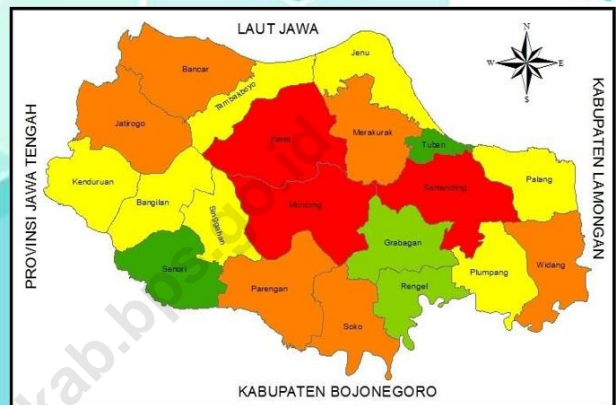 LAUT JAWA
Jenu
N
W
E
S
Bancar
Tambakboyo
KABUPATEN LAMONGAN
PROVINSI JAWA TENGAH
Jatirogo
Kerek
Merakurak
Tuban
Kenduruan
Bangilan
Singgahan
Montong
Semanding
Palang
Grabagan
Senori
Parengan
Soko
Rengel
Plumpang
Widang
KABUPATEN BOJONEGORO
kab.bps.go.id